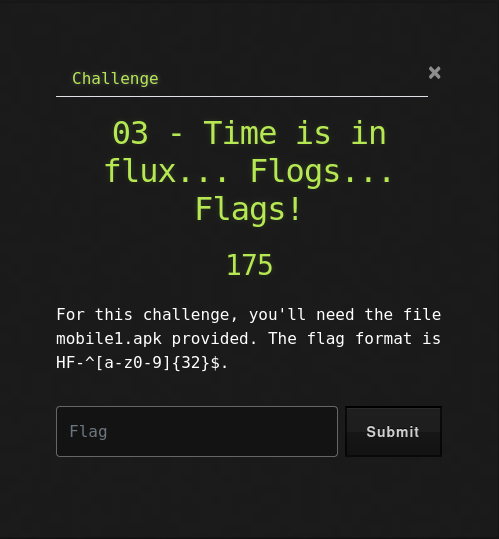 Challenge
×
03 - Time is in
flux... Flogs...
Flags!
175
For this challenge, you'll need the file
mobile1.apk provided. The flag format is
HF-^[a-z0-9]{32}$.
Flag
Submit